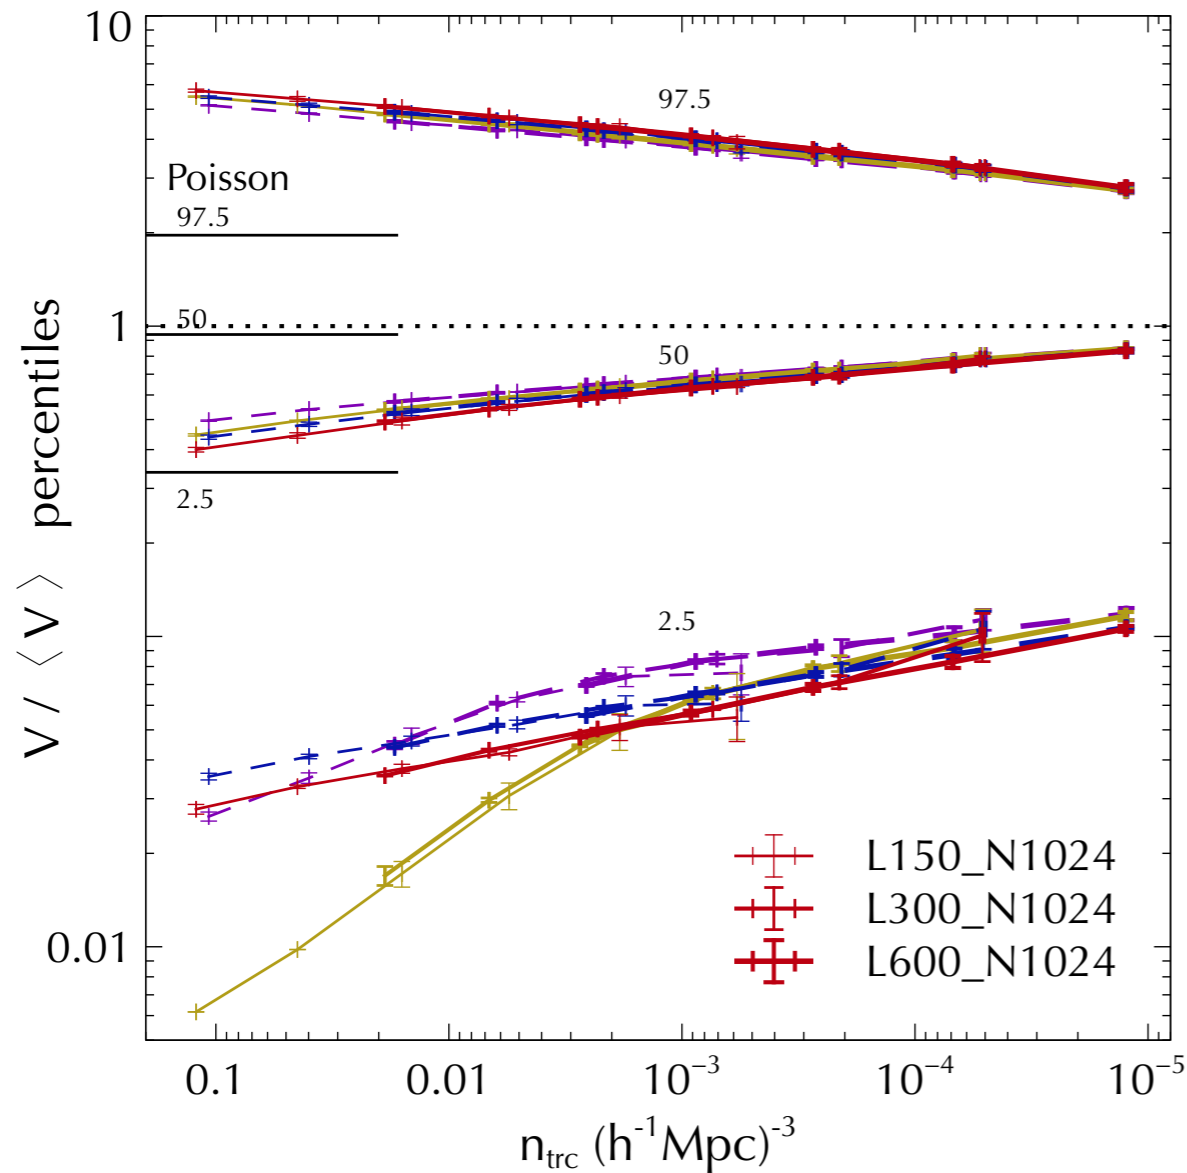 10
97.5
Poisson
97.5
50
1
50
2.5
2.5
V / 〈V〉 percentiles
L150_N1024
L300_N1024
0.01
L600_N1024
0.1
0.01
10⁻³
10⁻⁴
10⁻⁵
n_trc (h⁻¹Mpc)⁻³